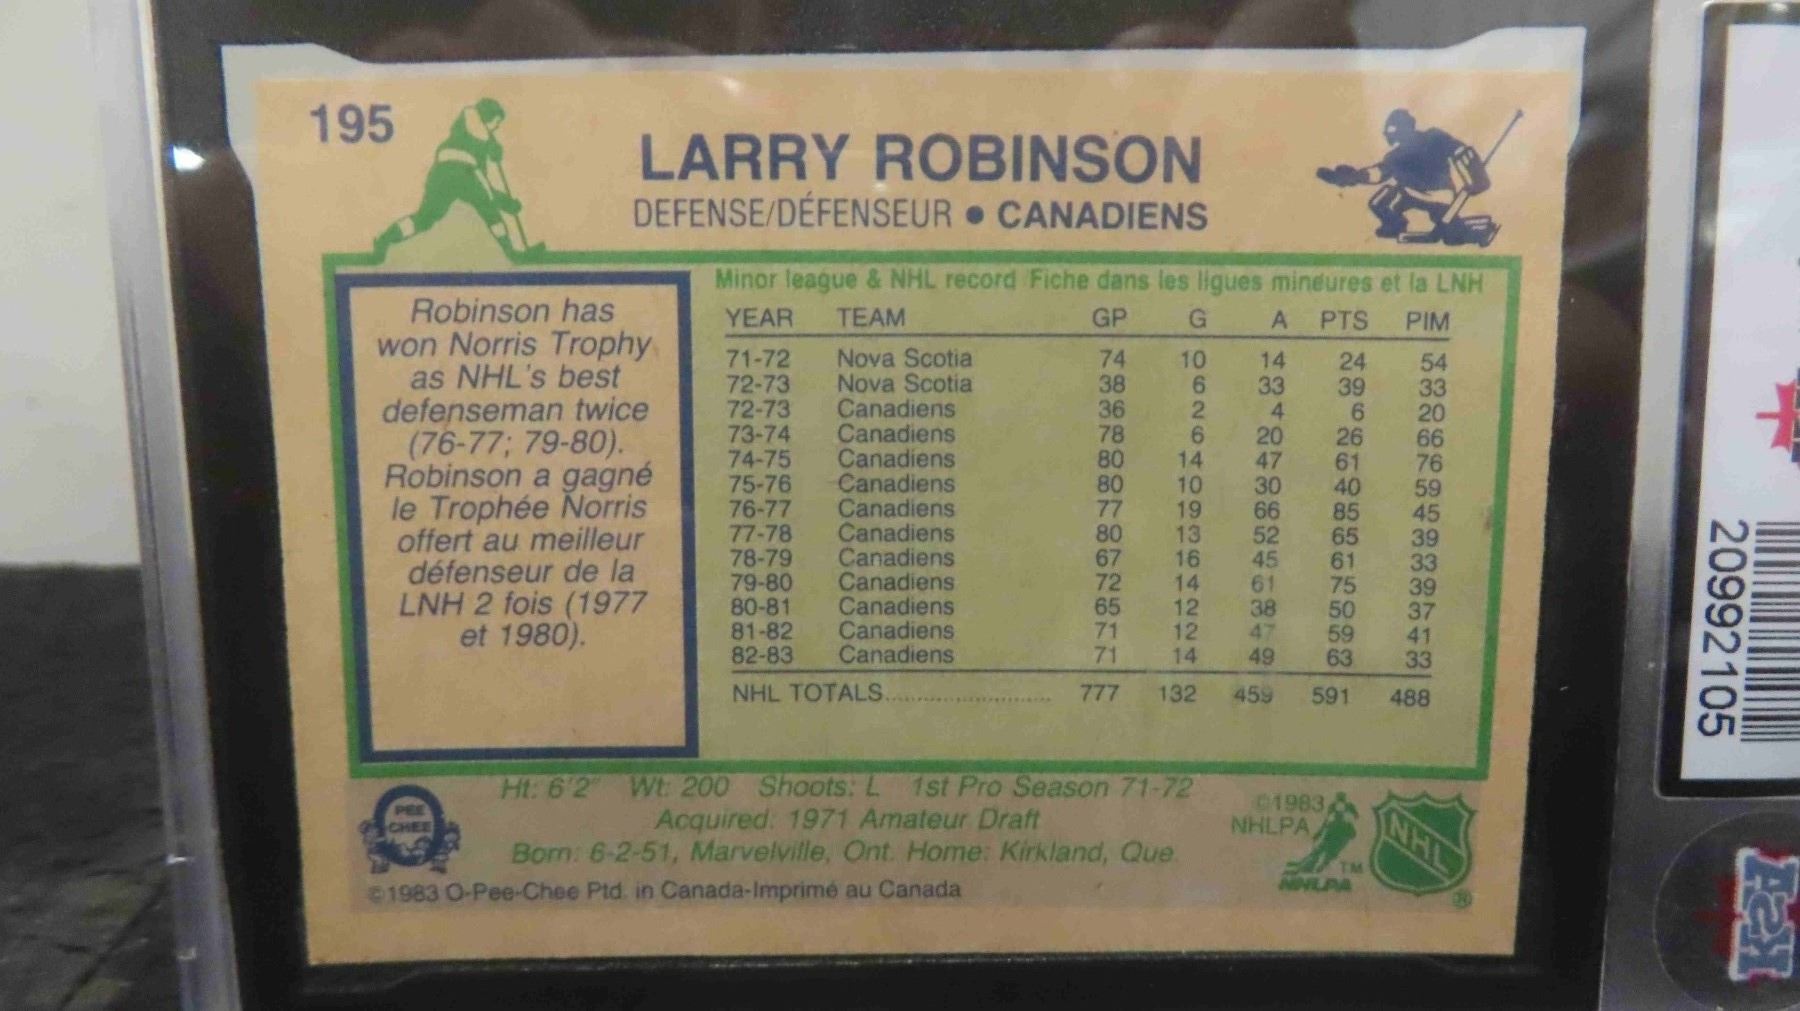 195
LARRY ROBINSON
DEFENSE/DÉFENSEUR • CANADIENS
Robinson has
won Norris Trophy
as NHL's best
defenseman twice
(76-77; 79-80).
Robinson a gagné
le Trophée Norris
offert au meilleur
défenseur de la
LNH 2 fois (1977
et 1980).
Minor league & NHL record Fiche dans les ligues mineures et la LNH
YEAR TEAM GP G A PTS PIM
71-72 Nova Scotia 74 10 14 24 54
72-73 Nova Scotia 38 6 33 39 33
72-73 Canadiens 36 2 4 6 20
73-74 Canadiens 78 6 20 26 66
74-75 Canadiens 80 14 47 61 76
75-76 Canadiens 80 10 30 40 59
76-77 Canadiens 77 19 66 85 45
77-78 Canadiens 80 13 52 65 39
78-79 Canadiens 67 16 45 61 33
79-80 Canadiens 72 14 61 75 39
80-81 Canadiens 65 12 38 50 37
81-82 Canadiens 71 12 47 59 41
82-83 Canadiens 71 14 49 63 33
NHL TOTALS........................ 777 132 459 591 488
Ht: 6'2" Wt: 200 Shoots: L 1st Pro Season 71-72
Acquired: 1971 Amateur Draft
Born: 6-2-51, Marvelville, Ont. Home: Kirkland, Que.
©1983 O-Pee-Chee Ptd. in Canada-Imprimé au Canada
PEE
CHEE
©1983
NHLPA
TM
NHLPA
NHL
®
20992105
KSA